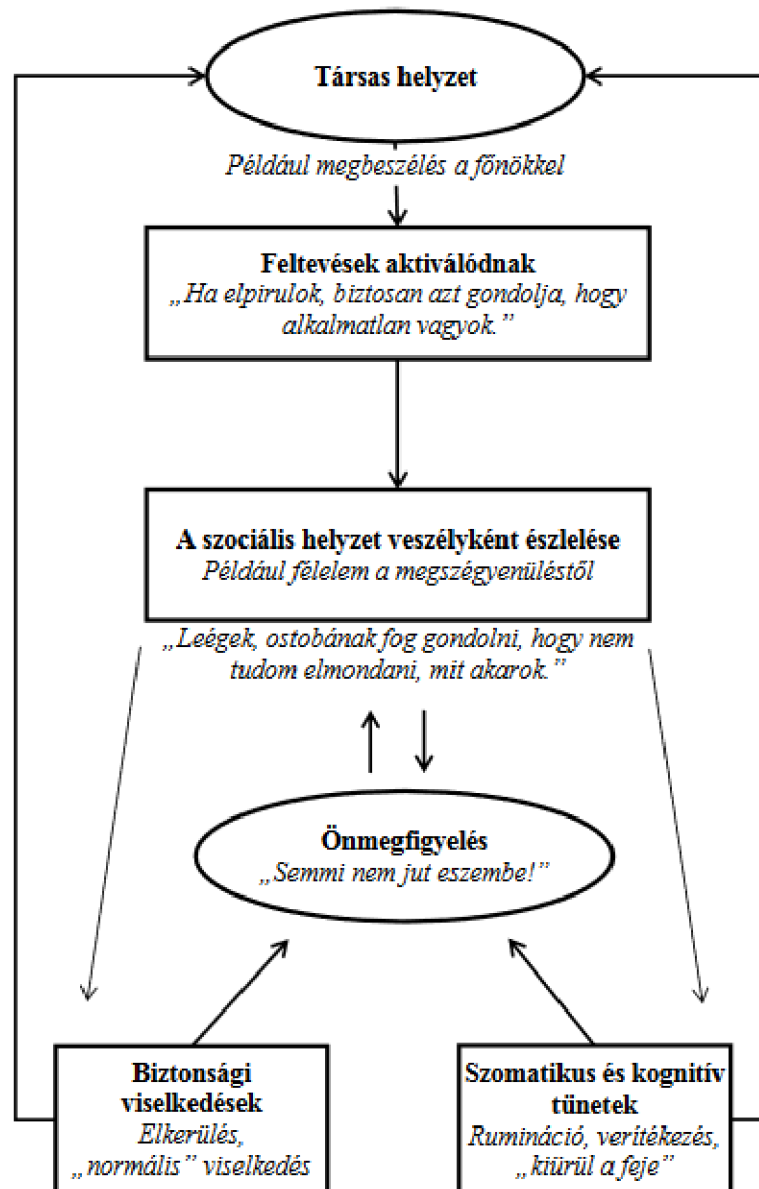 Társas helyzet
Például megbeszélés a főnökkel
Feltevések aktiválódnak
„Ha elpirulok, biztosan azt gondolja, hogy
alkalmatlan vagyok.”
A szociális helyzet veszélyként észlelése
Például félelem a megszégyenüléstől
„Leégek, ostobának fog gondolni, hogy nem
tudom elmondani, mit akarok.”
Önmegfigyelés
„Semmi nem jut eszembe!”
Biztonsági
viselkedések
Elkerülés,
„normális” viselkedés
Szomatikus és kognitív
tünetek
Rumináció, verítékezés,
„kiürül a feje”